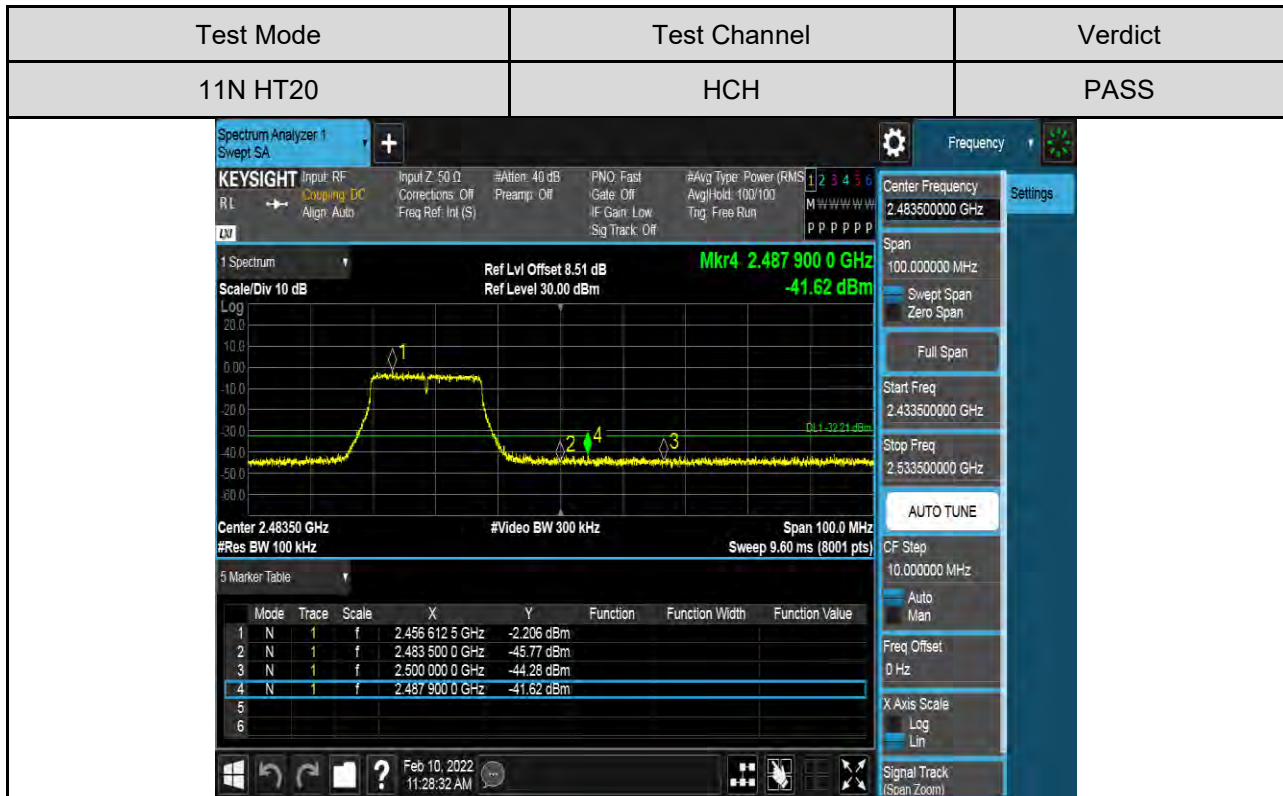 Test Mode Test Channel Verdict
11N HT20 HCH PASS
Spectrum Analyzer 1
Swept SA
+
Frequency
KEYSIGHT Input: RF Input Z: 50 Ω #Atten: 40 dB PNO: Fast #Avg Type: Power (RMS 1 2 3 4 5 6
RL Coupling: DC Corrections: Off Preamp: Off Gate: Off Avg|Hold: 100/100 M W W W W W
Align: Auto Freq Ref: Int (S) IF Gain: Low Trig: Free Run
LXI Sig Track: Off P P P P P P
1 Spectrum
Scale/Div 10 dB
Ref Lvl Offset 8.51 dB
Ref Level 30.00 dBm
Mkr4 2.487 900 0 GHz
-41.62 dBm
Log
20.0
10.0
0.00
-10.0
-20.0
-30.0
-40.0
-50.0
-60.0
1
2
4
3
DL1 -32.21 dBm
Center 2.48350 GHz #Video BW 300 kHz Span 100.0 MHz
#Res BW 100 kHz Sweep 9.60 ms (8001 pts)
5 Marker Table
Mode Trace Scale X Y Function Function Width Function Value
1 N 1 f 2.456 612 5 GHz -2.206 dBm
2 N 1 f 2.483 500 0 GHz -45.77 dBm
3 N 1 f 2.500 000 0 GHz -44.28 dBm
4 N 1 f 2.487 900 0 GHz -41.62 dBm
5
6
?
Feb 10, 2022
11:28:32 AM
Center Frequency
2.483500000 GHz
Settings
Span
100.000000 MHz
Swept Span
Zero Span
Full Span
Start Freq
2.433500000 GHz
Stop Freq
2.533500000 GHz
AUTO TUNE
CF Step
10.000000 MHz
Auto
Man
Freq Offset
0 Hz
X Axis Scale
Log
Lin
Signal Track
(Span Zoom)